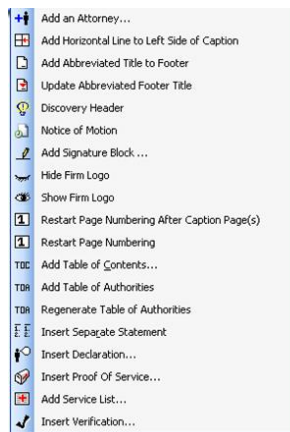 Add an Attorney...
Add Horizontal Line to Left Side of Caption
Add Abbreviated Title to Footer
Update Abbreviated Footer Title
Discovery Header
Notice of Motion
Add Signature Block ...
Hide Firm Logo
Show Firm Logo
1 Restart Page Numbering After Caption Page(s)
1 Restart Page Numbering
TOC Add Table of Contents...
TOA Add Table of Authorities
TOA Regenerate Table of Authorities
Insert Separate Statement
Insert Declaration...
Insert Proof Of Service...
Add Service List...
Insert Verification...